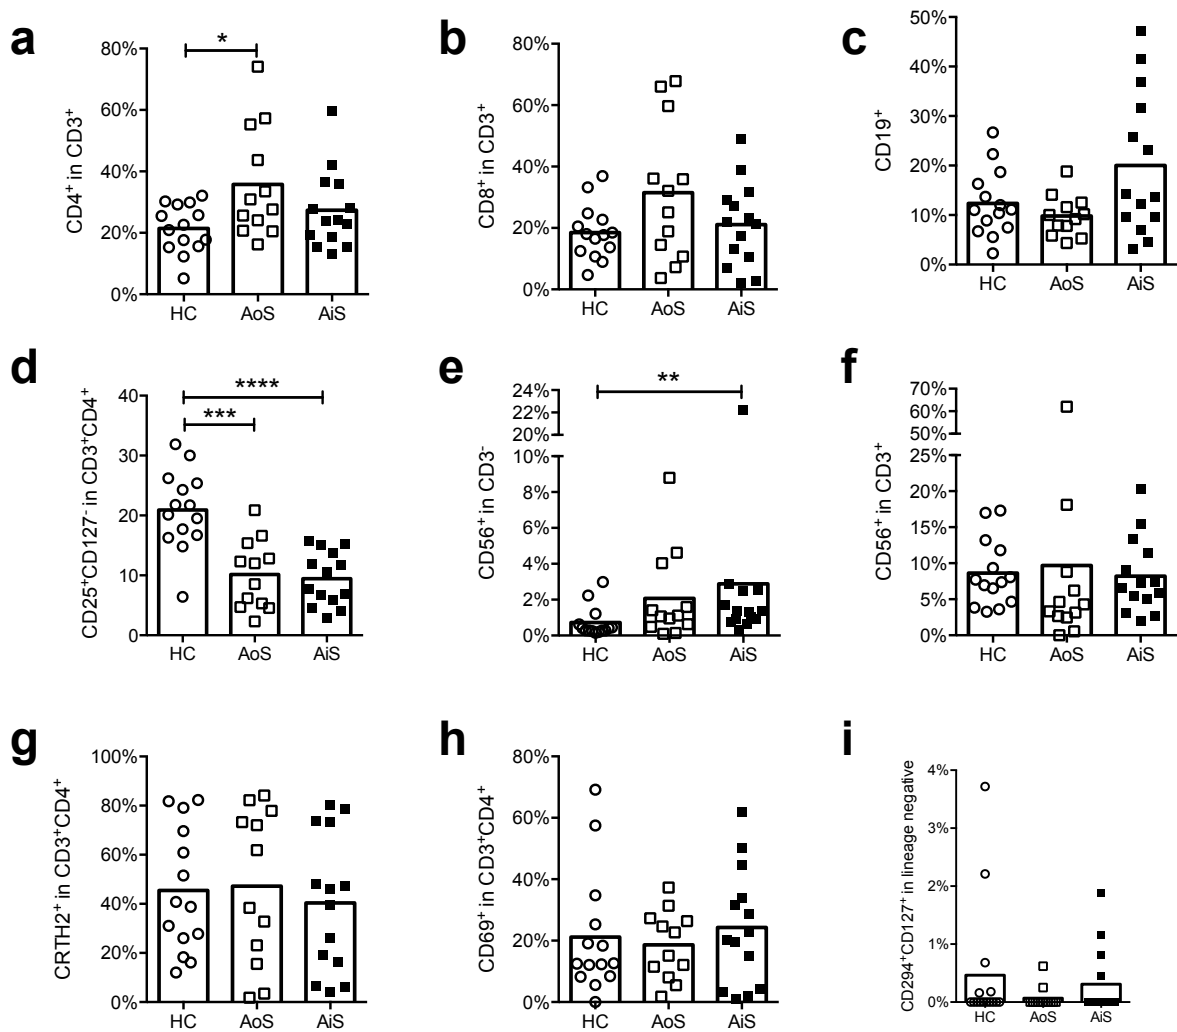 a
CD4⁺ in CD3⁺
80%
60%
40%
20%
0%
*
HC AoS AiS
b
CD8⁺ in CD3⁺
80%
60%
40%
20%
0%
HC AoS AiS
c
CD19⁺
50%
40%
30%
20%
10%
0%
HC AoS AiS
d
CD25⁺CD127⁻ in CD3⁺CD4⁺
40
30
20
10
0
****
***
HC AoS AiS
e
CD56⁺ in CD3⁻
24%
22%
20%
10%
8%
6%
4%
2%
0%
**
HC AoS AiS
f
CD56⁺ in CD3⁺
70%
60%
50%
25%
20%
15%
10%
5%
0%
HC AoS AiS
g
CRTH2⁺ in CD3⁺CD4⁺
100%
80%
60%
40%
20%
0%
HC AoS AiS
h
CD69⁺ in CD3⁺CD4⁺
80%
60%
40%
20%
0%
HC AoS AiS
i
CD294⁺CD127⁺ in lineage negative
4%
3%
2%
1%
0%
HC AoS AiS